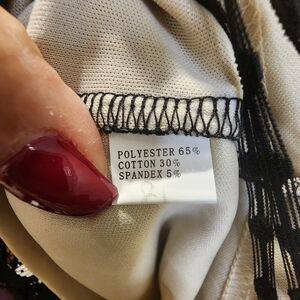 POLYESTER 65%
COTTON 30%
SPANDEX 5%